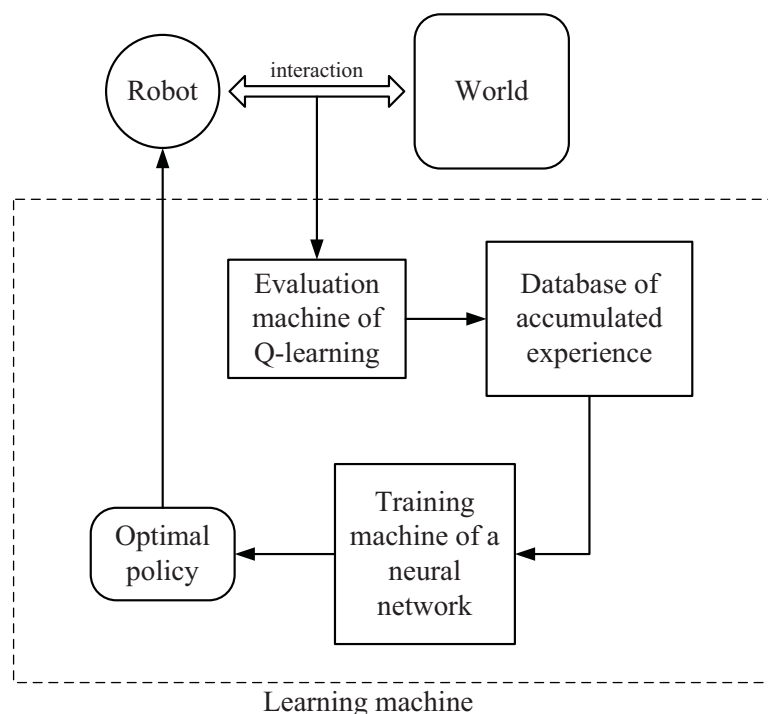 interaction
Robot
World
Evaluation
machine of
Q-learning
Database of
accumulated
experience
Training
machine of a
neural
network
Optimal
policy
Learning machine